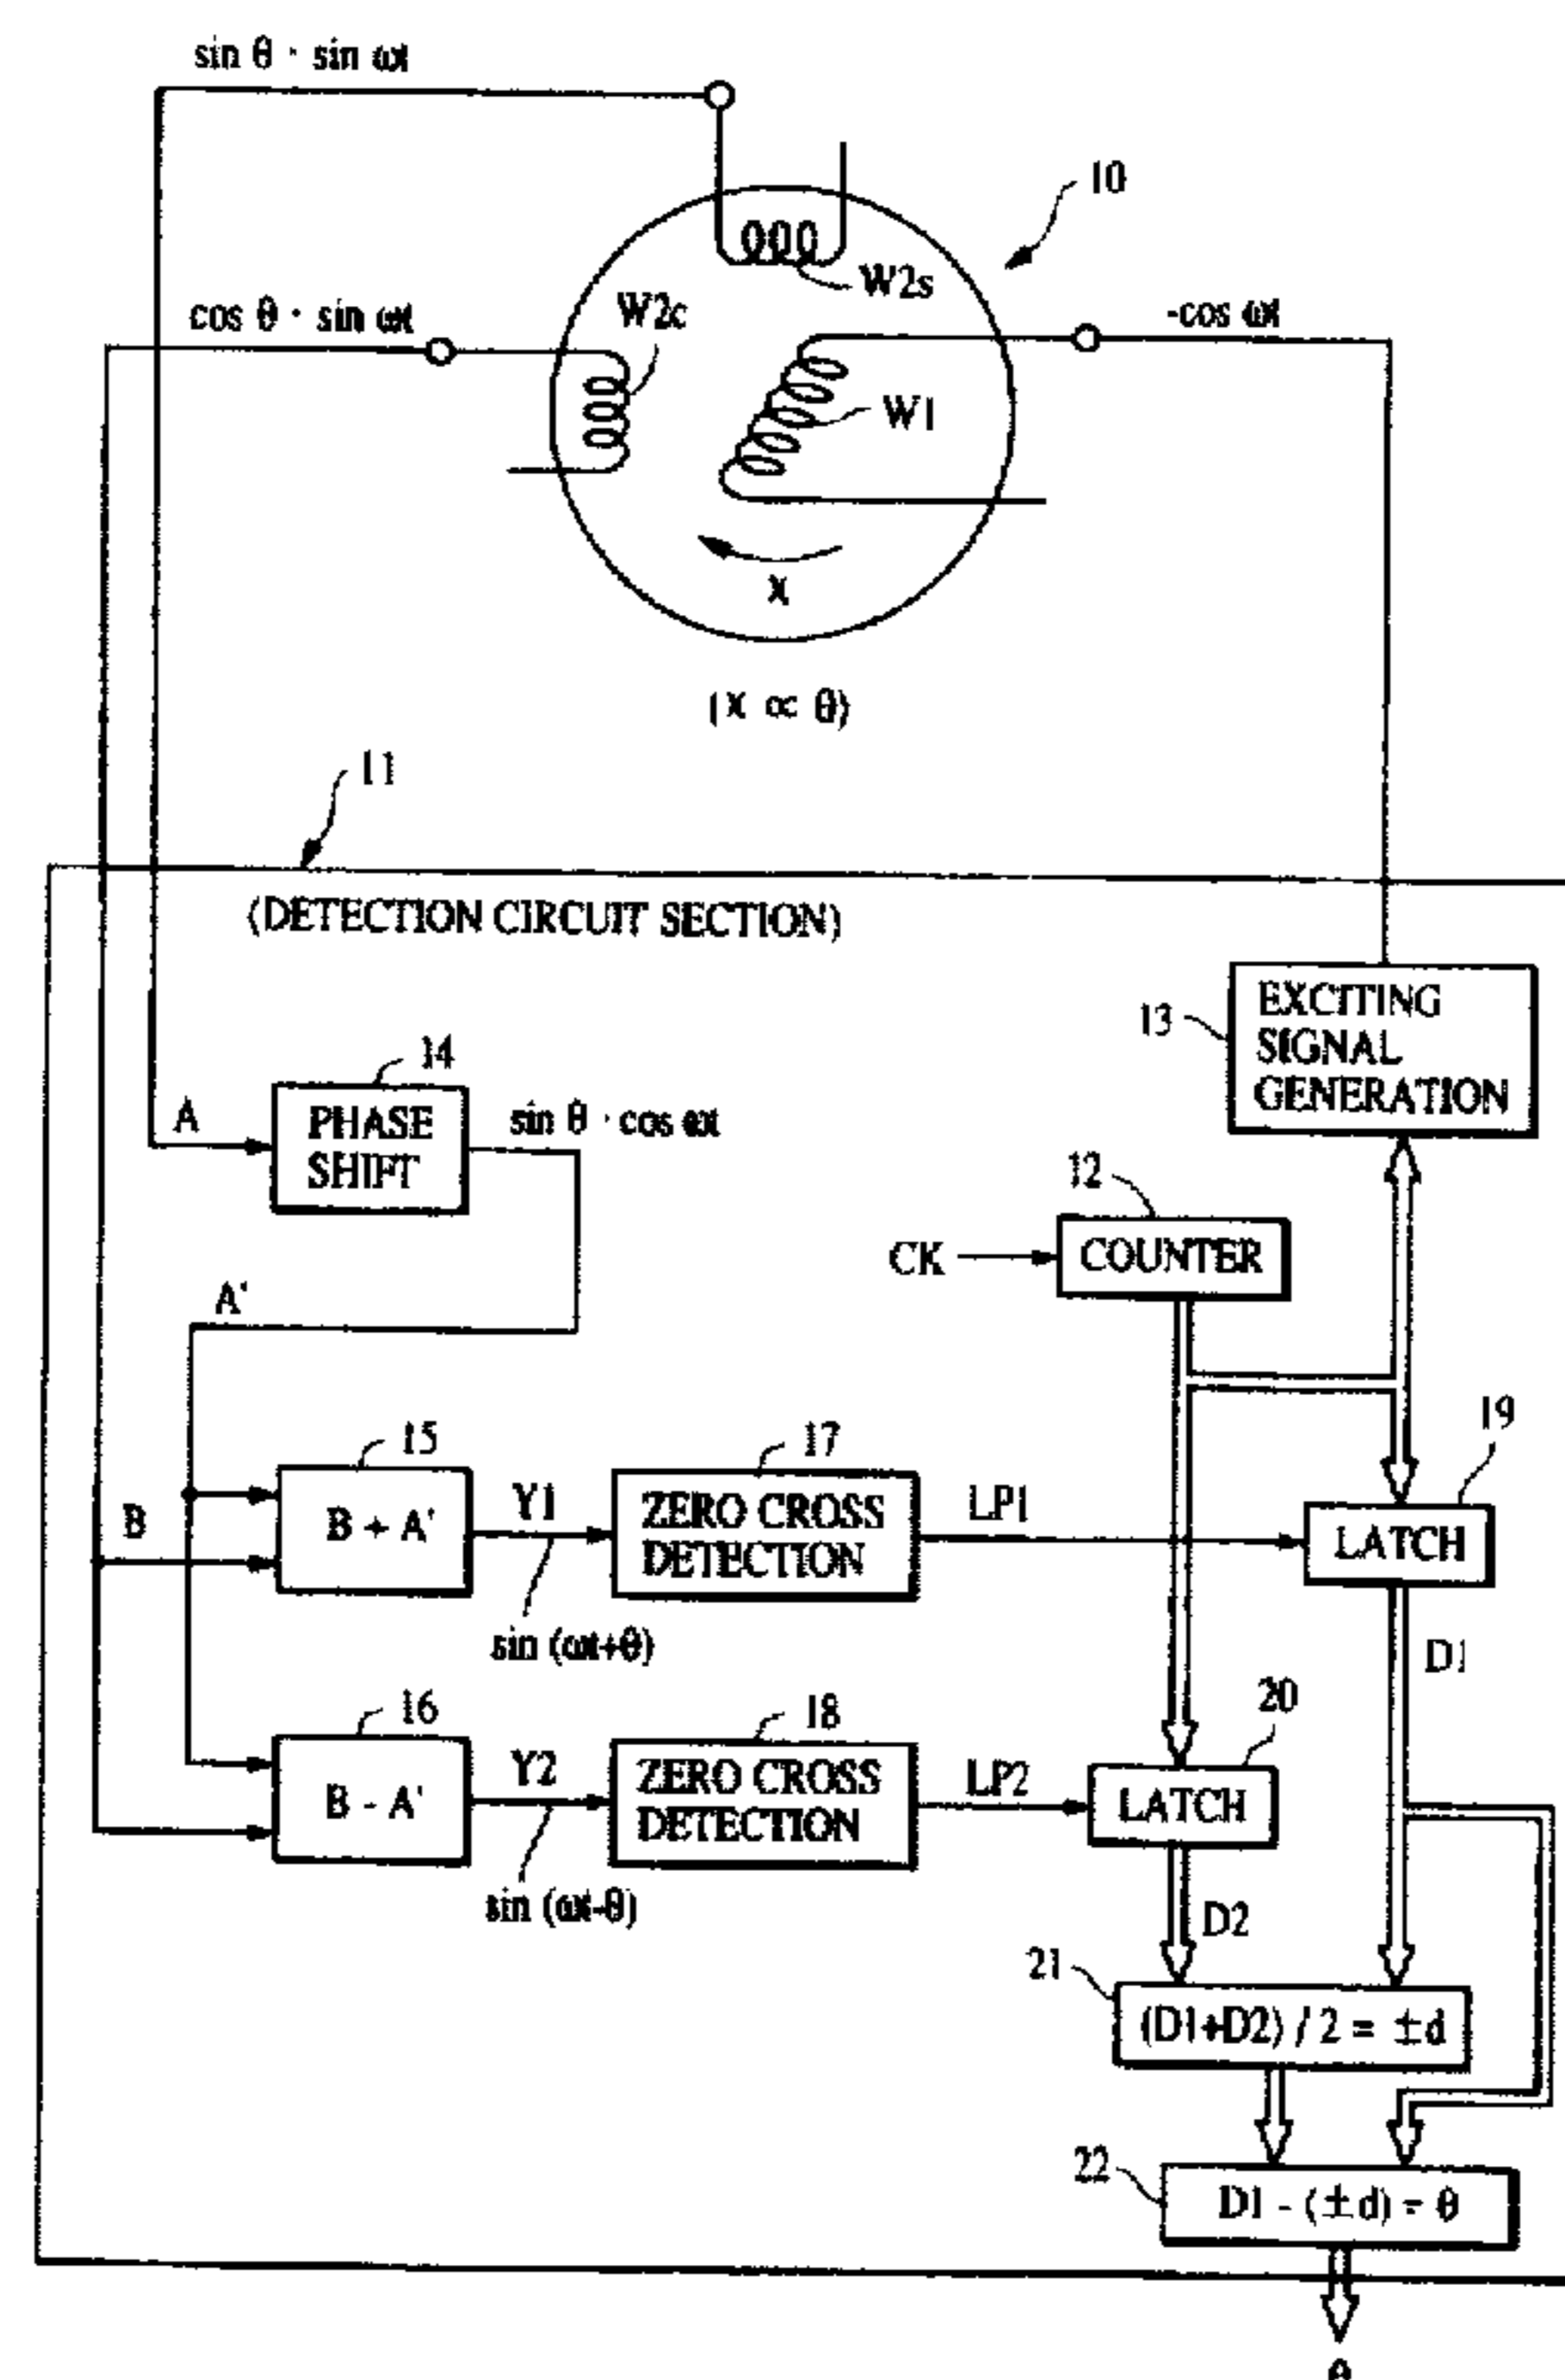 sin θ · sin ωt
10
W2s
cos θ · sin ωt
W2c
-cos ωt
W1
x
(x ∝ θ)
11
(DETECTION CIRCUIT SECTION)
13
EXCITING
SIGNAL
GENERATION
14
A
PHASE
SHIFT
sin θ · cos ωt
12
CK
COUNTER
A'
15
17
19
B
B + A'
Y1
ZERO CROSS
DETECTION
LP1
LATCH
sin (ωt+θ)
D1
16
18
20
B - A'
Y2
ZERO CROSS
DETECTION
LP2
LATCH
sin (ωt-θ)
D2
21
(D1+D2) / 2 = ±d
22
D1 - (±d) = θ
θ